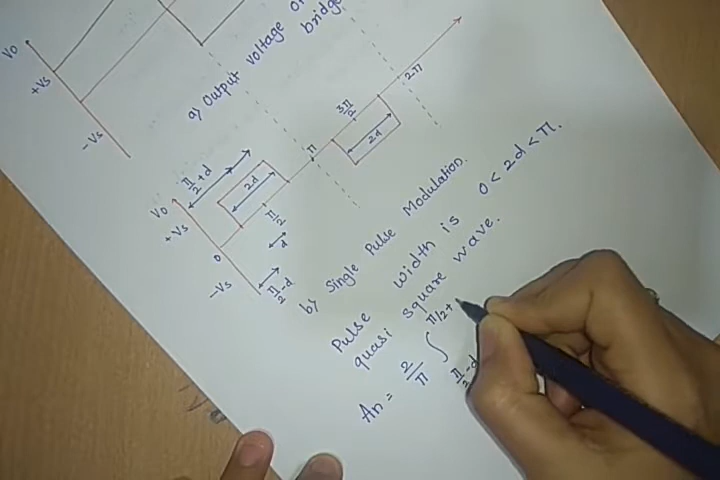 Vo
+Vs
-Vs
a) Output voltage of
bridge
π/2 + d
2d
Vo
+Vs
0
-Vs
π/2
d
π/2 - d
π
3π/2
2d
2π
b) Single Pulse Modulation.
Pulse width is 0 < 2d < π.
quasi square wave.
An = 2/π ∫ π/2+ π/2-d